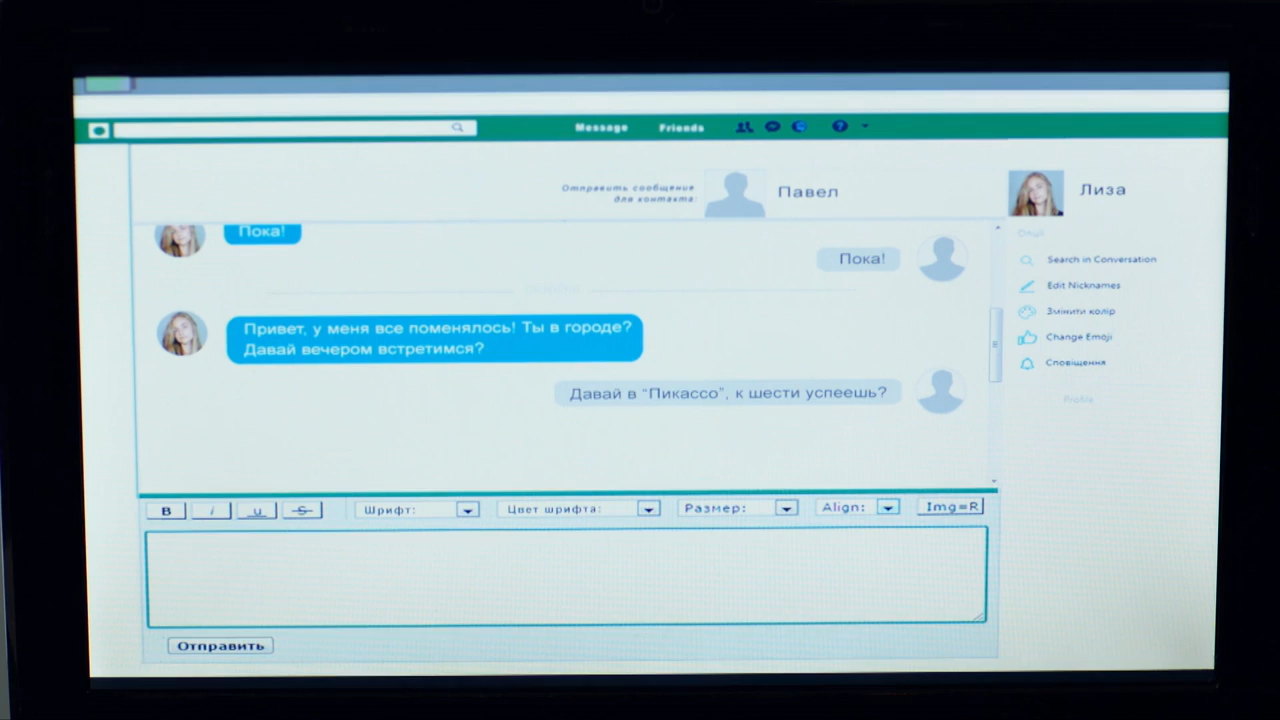 Message Friends
Отправить сообщение
для контакта:
Павел
Лиза
Пока!
Пока!
Привет, у меня все поменялось! Ты в городе?
Давай вечером встретимся?
Давай в “Пикассо”, к шести успеешь?
Опції
Search in Conversation
Edit Nicknames
Змінити колір
Change Emoji
Сповіщення
Profile
B i u S Шрифт: Цвет шрифта: Размер: Align: Img=R
Отправить